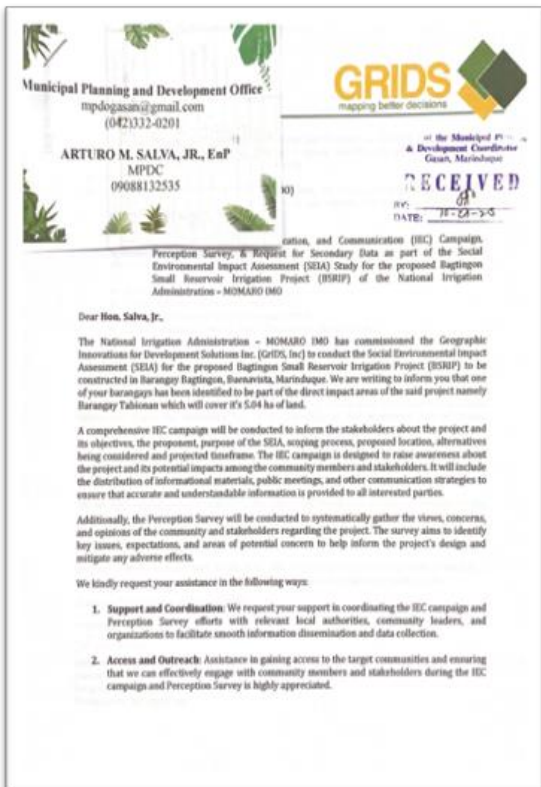 Municipal Planning and Development Office
mpdogasan@gmail.com
(042)332-0201
ARTURO M. SALVA, JR., EnP
MPDC
09088132535
GRIDS
mapping better decisions
of the Municipal
& Development Coordinator
Gasan, Marinduque
RECEIVED
BY:
DATE:
cation, and Communication (IEC) Campaign,
Perception Survey, & Request for Secondary Data as part of the Social
Environmental Impact Assessment (SEIA) Study for the proposed Bagtingon
Small Reservoir Irrigation Project (BSRIP) of the National Irrigation
Administration – MOMARO IMO
Dear Hon. Salva, Jr.,
The National Irrigation Administration – MOMARO IMO has commissioned the Geographic
Innovations for Development Solutions Inc. (GrIDS, Inc) to conduct the Social Environmental Impact
Assessment (SEIA) for the proposed Bagtingon Small Reservoir Irrigation Project (BSRIP) to be
constructed in Barangay Bagtingon, Buenavista, Marinduque. We are writing to inform you that one
of your barangays has been identified to be part of the direct impact areas of the said project namely
Barangay Tabionan which will cover it's 5.04 ha of land.
A comprehensive IEC campaign will be conducted to inform the stakeholders about the project and
its objectives, the proponent, purpose of the SEIA, scoping process, proposed location, alternatives
being considered and projected timeframe. The IEC campaign is designed to raise awareness about
the project and its potential impacts among the community members and stakeholders. It will include
the distribution of informational materials, public meetings, and other communication strategies to
ensure that accurate and understandable information is provided to all interested parties.
Additionally, the Perception Survey will be conducted to systematically gather the views, concerns,
and opinions of the community and stakeholders regarding the project. The survey aims to identify
key issues, expectations, and areas of potential concern to help inform the project's design and
mitigate any adverse effects.
We kindly request your assistance in the following ways:
1. Support and Coordination: We request your support in coordinating the IEC campaign and
Perception Survey efforts with relevant local authorities, community leaders, and
organizations to facilitate smooth information dissemination and data collection.
2. Access and Outreach: Assistance in gaining access to the target communities and ensuring
that we can effectively engage with community members and stakeholders during the IEC
campaign and Perception Survey is highly appreciated.